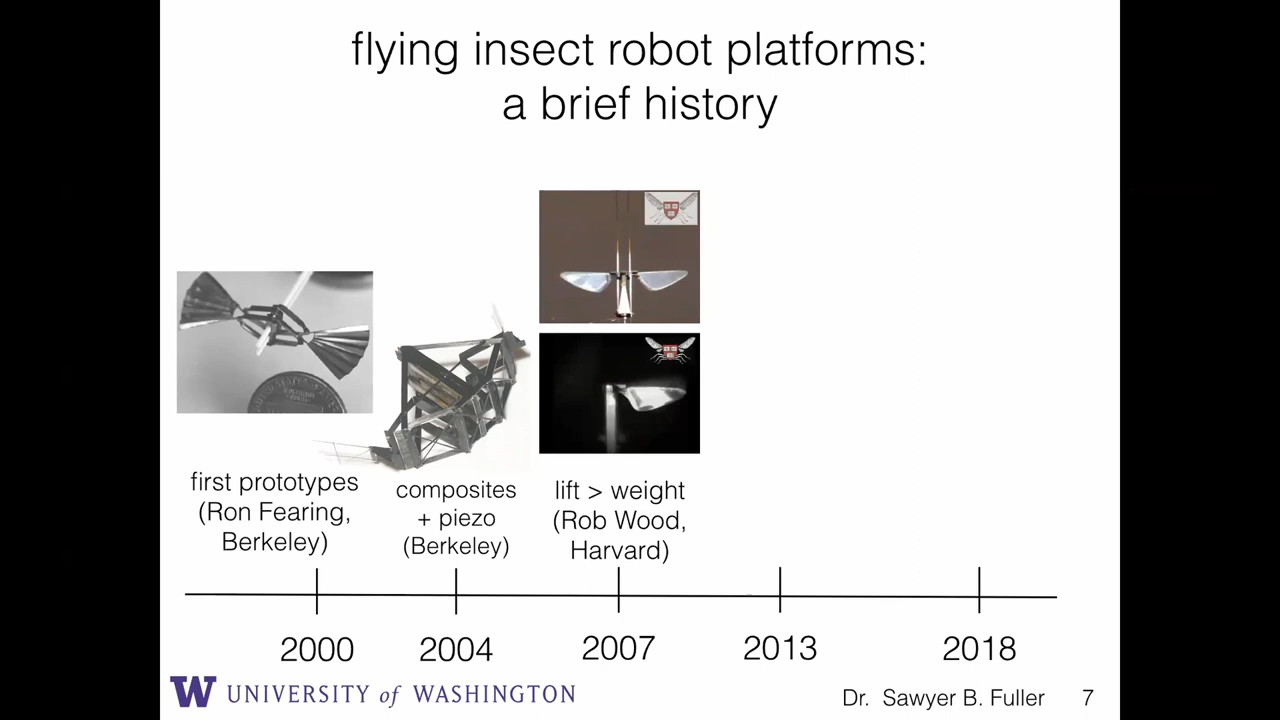 flying insect robot platforms:
a brief history
first prototypes
(Ron Fearing,
Berkeley)
composites
+ piezo
(Berkeley)
lift > weight
(Rob Wood,
Harvard)
2000
2004
2007
2013
2018
W UNIVERSITY of WASHINGTON
Dr. Sawyer B. Fuller
7